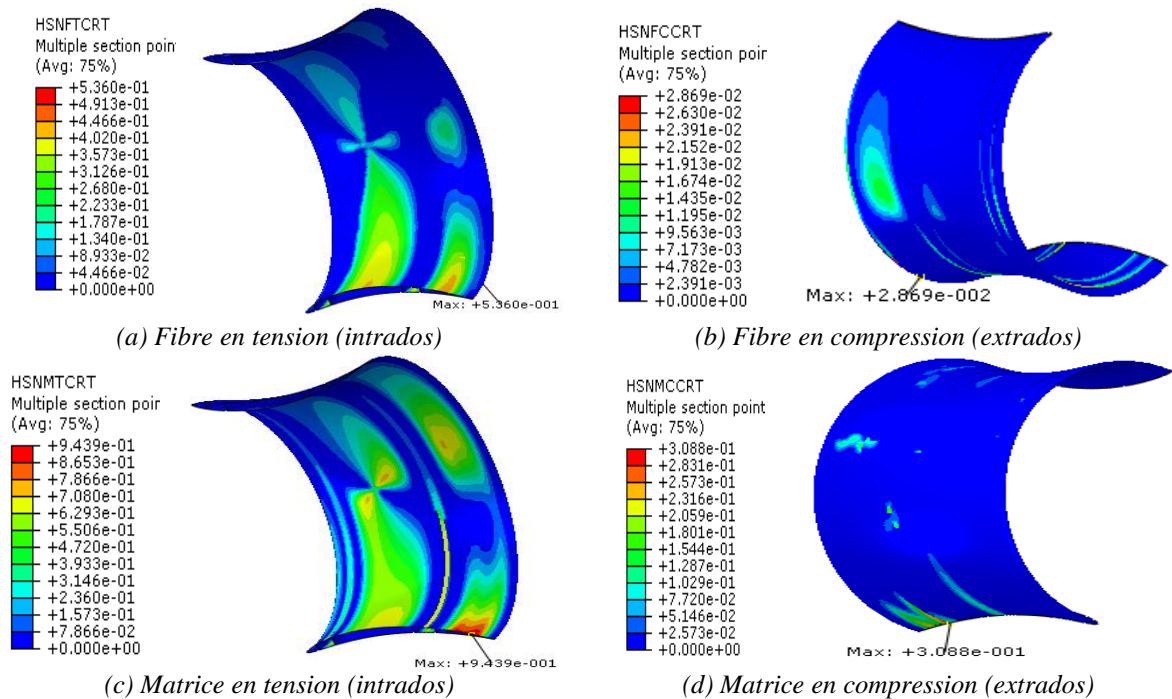 HSNFTCRT
Multiple section poin
(Avg: 75%)
+5.360e-01
+4.913e-01
+4.466e-01
+4.020e-01
+3.573e-01
+3.126e-01
+2.680e-01
+2.233e-01
+1.787e-01
+1.340e-01
+8.933e-02
+4.466e-02
+0.000e+00
Max: +5.360e-001
(a) Fibre en tension (intrados)
HSNFCCRT
Multiple section poin
(Avg: 75%)
+2.869e-02
+2.630e-02
+2.391e-02
+2.152e-02
+1.913e-02
+1.674e-02
+1.435e-02
+1.195e-02
+9.563e-03
+7.173e-03
+4.782e-03
+2.391e-03
+0.000e+00
Max: +2.869e-002
(b) Fibre en compression (extrados)
HSNMTCRT
Multiple section poir
(Avg: 75%)
+9.439e-01
+8.653e-01
+7.866e-01
+7.080e-01
+6.293e-01
+5.506e-01
+4.720e-01
+3.933e-01
+3.146e-01
+2.360e-01
+1.573e-01
+7.866e-02
+0.000e+00
Max: +9.439e-001
(c) Matrice en tension (intrados)
HSNMCCRT
Multiple section point
(Avg: 75%)
+3.088e-01
+2.831e-01
+2.573e-01
+2.316e-01
+2.059e-01
+1.801e-01
+1.544e-01
+1.287e-01
+1.029e-01
+7.720e-02
+5.146e-02
+2.573e-02
+0.000e+00
Max: +3.088e-001
(d) Matrice en compression (extrados)